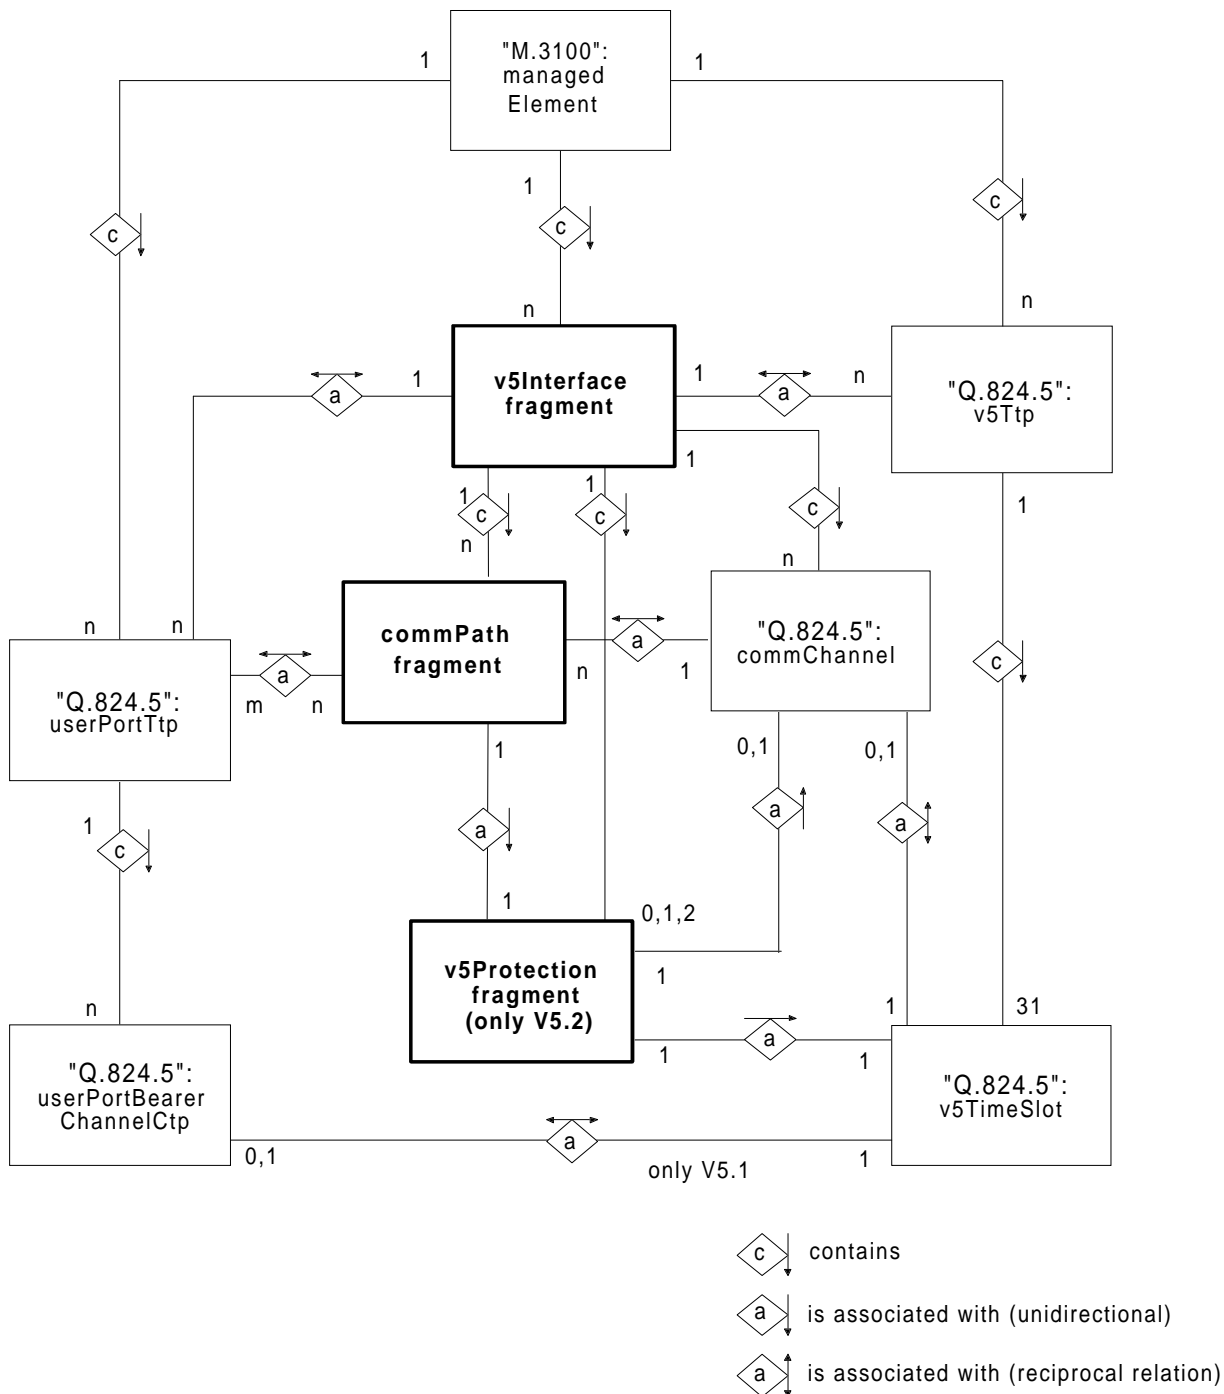 "M.3100":
managed
Element
1
1
1
c
c
c
n
n
v5Interface
fragment
"Q.824.5":
v5Ttp
a
1
1
a
n
1
1
1
1
c
c
c
n
n
n
n
commPath
fragment
"Q.824.5":
commChannel
a
n
1
c
"Q.824.5":
userPortTtp
a
m
n
1
0,1
0,1
1
c
a
a
a
1
0,1,2
v5Protection
fragment
(only V5.2)
1
n
1
31
"Q.824.5":
userPortBearer
ChannelCtp
1
a
1
"Q.824.5":
v5TimeSlot
0,1
a
only V5.1
1
c contains
a is associated with (unidirectional)
a is associated with (reciprocal relation)